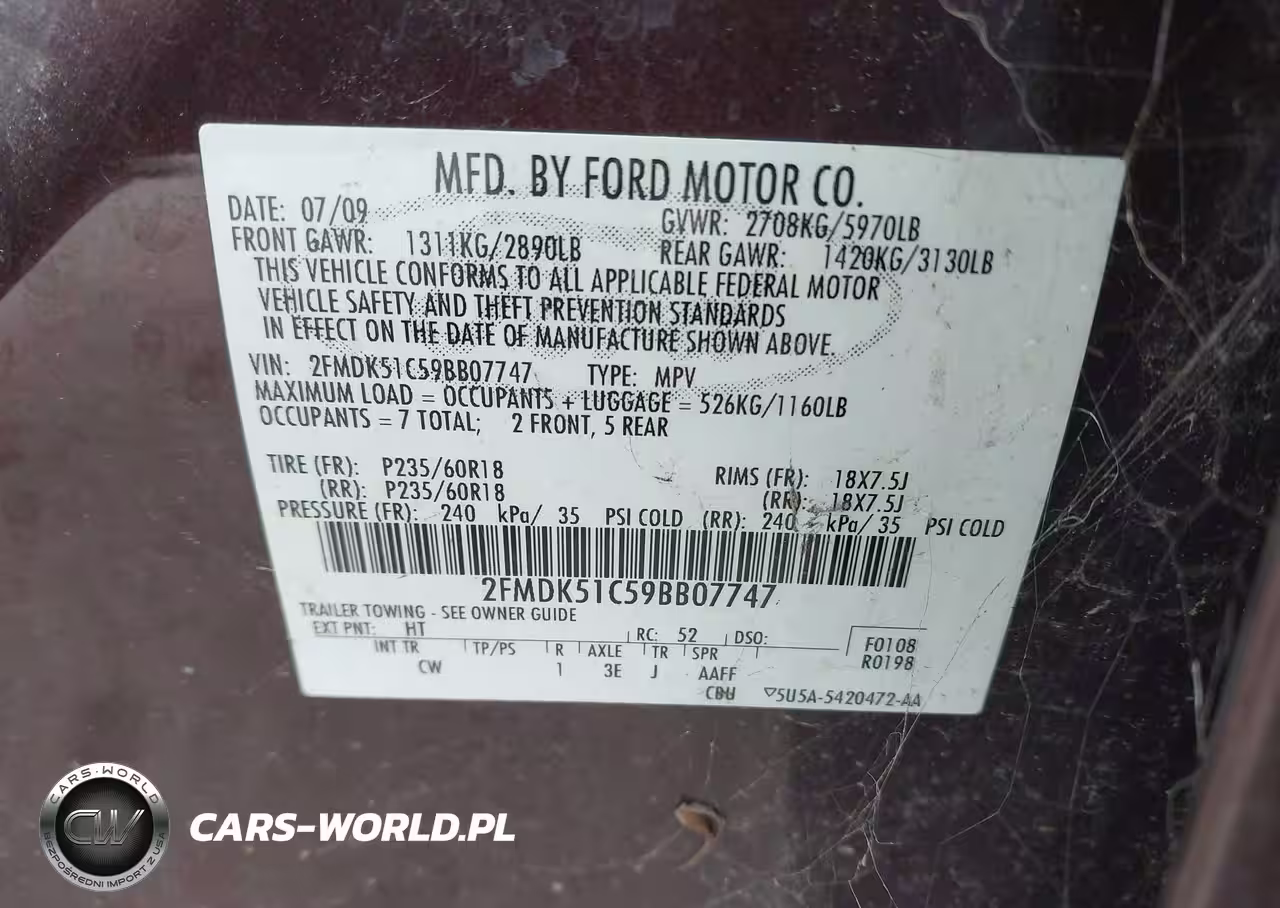 MFD. BY FORD MOTOR CO.
DATE: 07/09 GVWR: 2708KG/5970LB
FRONT GAWR: 1311KG/2890LB REAR GAWR: 1420KG/3130LB
THIS VEHICLE CONFORMS TO ALL APPLICABLE FEDERAL MOTOR
VEHICLE SAFETY AND THEFT PREVENTION STANDARDS
IN EFFECT ON THE DATE OF MANUFACTURE SHOWN ABOVE.
VIN: 2FMDK51C59BB07747 TYPE: MPV
MAXIMUM LOAD = OCCUPANTS + LUGGAGE = 526KG/1160LB
OCCUPANTS = 7 TOTAL; 2 FRONT, 5 REAR
TIRE (FR): P235/60R18 RIMS (FR): 18X7.5J
(RR): P235/60R18 (RR): 18X7.5J
PRESSURE (FR): 240 kPa/ 35 PSI COLD (RR): 240 kPa/ 35 PSI COLD
2FMDK51C59BB07747
TRAILER TOWING - SEE OWNER GUIDE
EXT PNT: HT RC: 52 DSO: F0108
INT TR TP/PS R AXLE TR SPR R0198
CW 1 3E J AAFF
CBU ▽5U5A-5420472-AA
CARS-WORLD
CW
BEZPOŚREDNI IMPORT Z USA
CARS-WORLD.PL